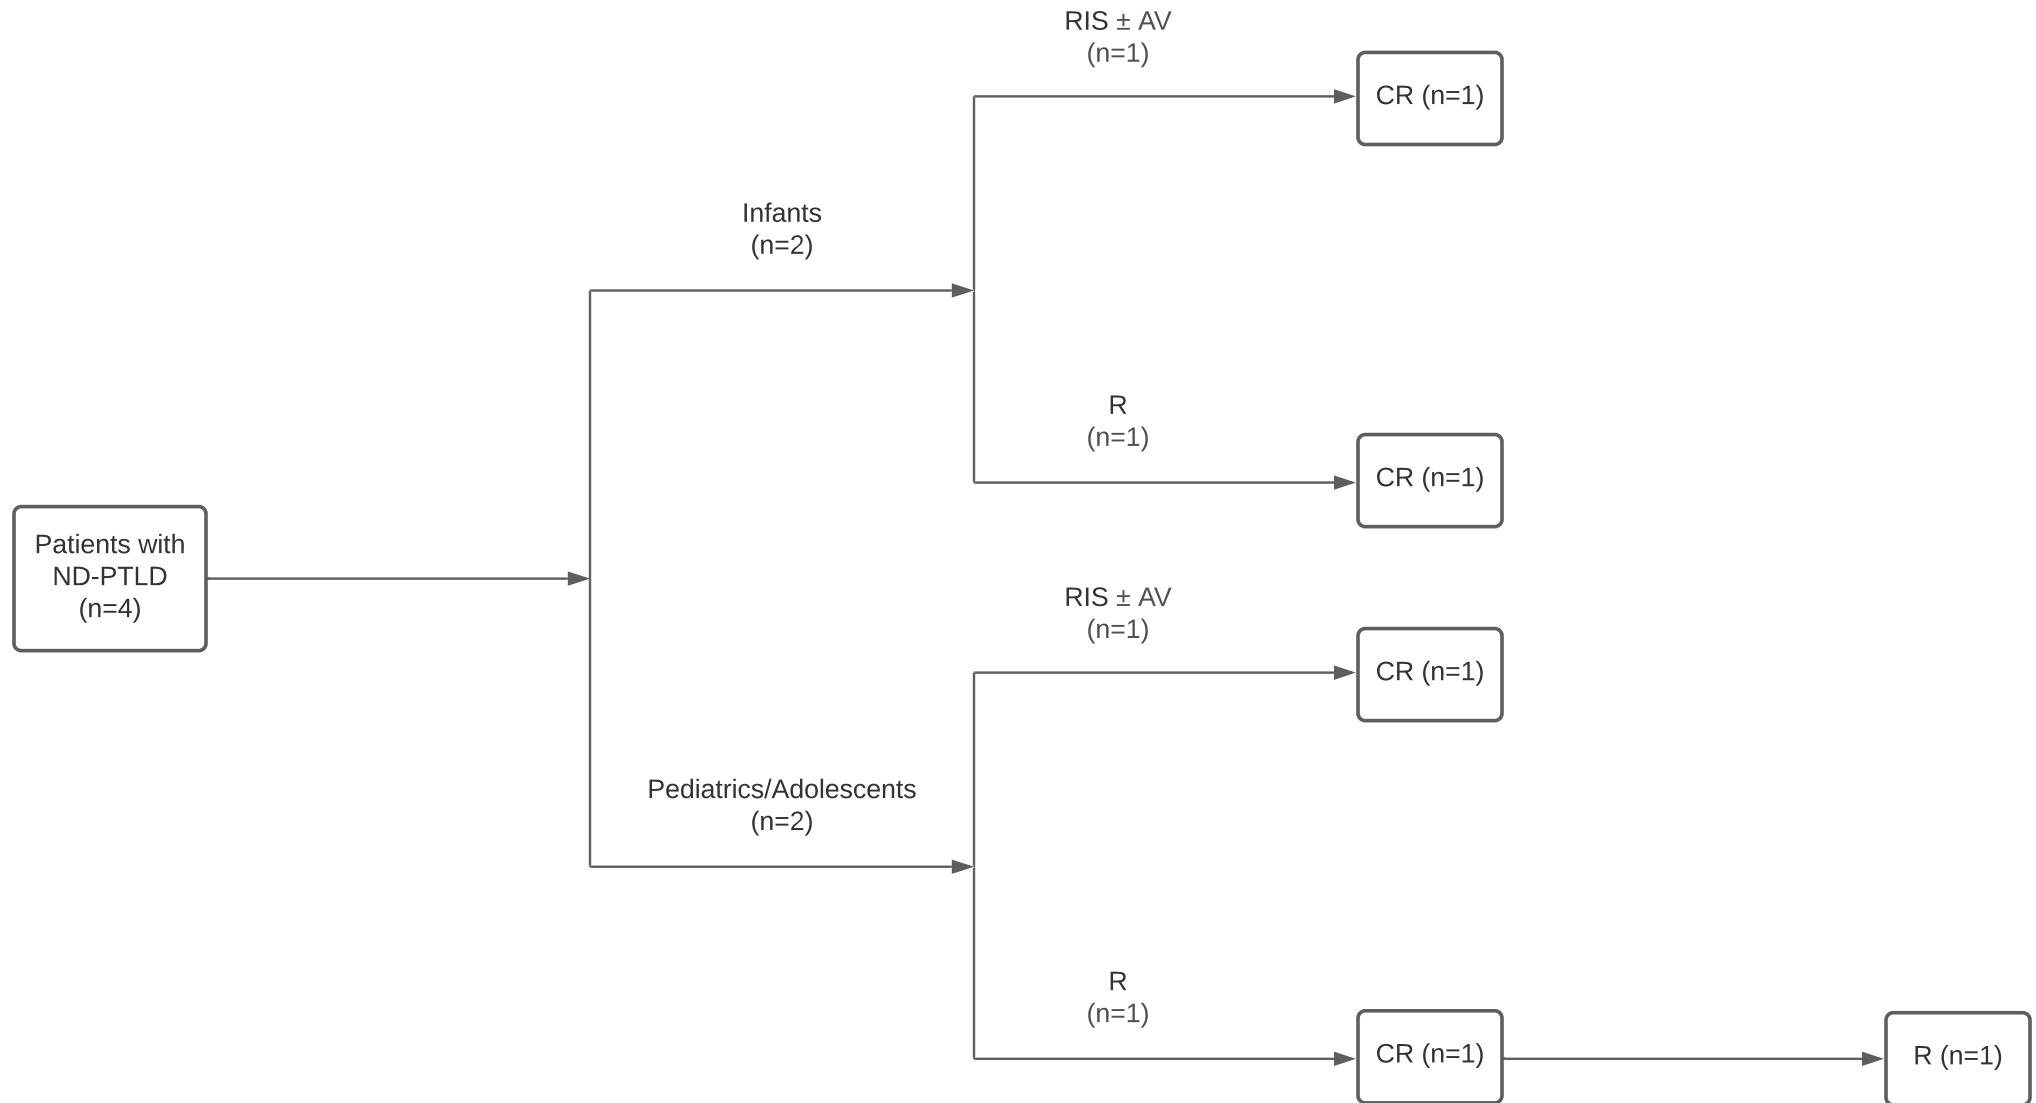 Patients with
ND-PTLD
(n=4)
Infants
(n=2)
RIS ± AV
(n=1)
CR (n=1)
R
(n=1)
CR (n=1)
Pediatrics/Adolescents
(n=2)
RIS ± AV
(n=1)
CR (n=1)
R
(n=1)
CR (n=1)
R (n=1)